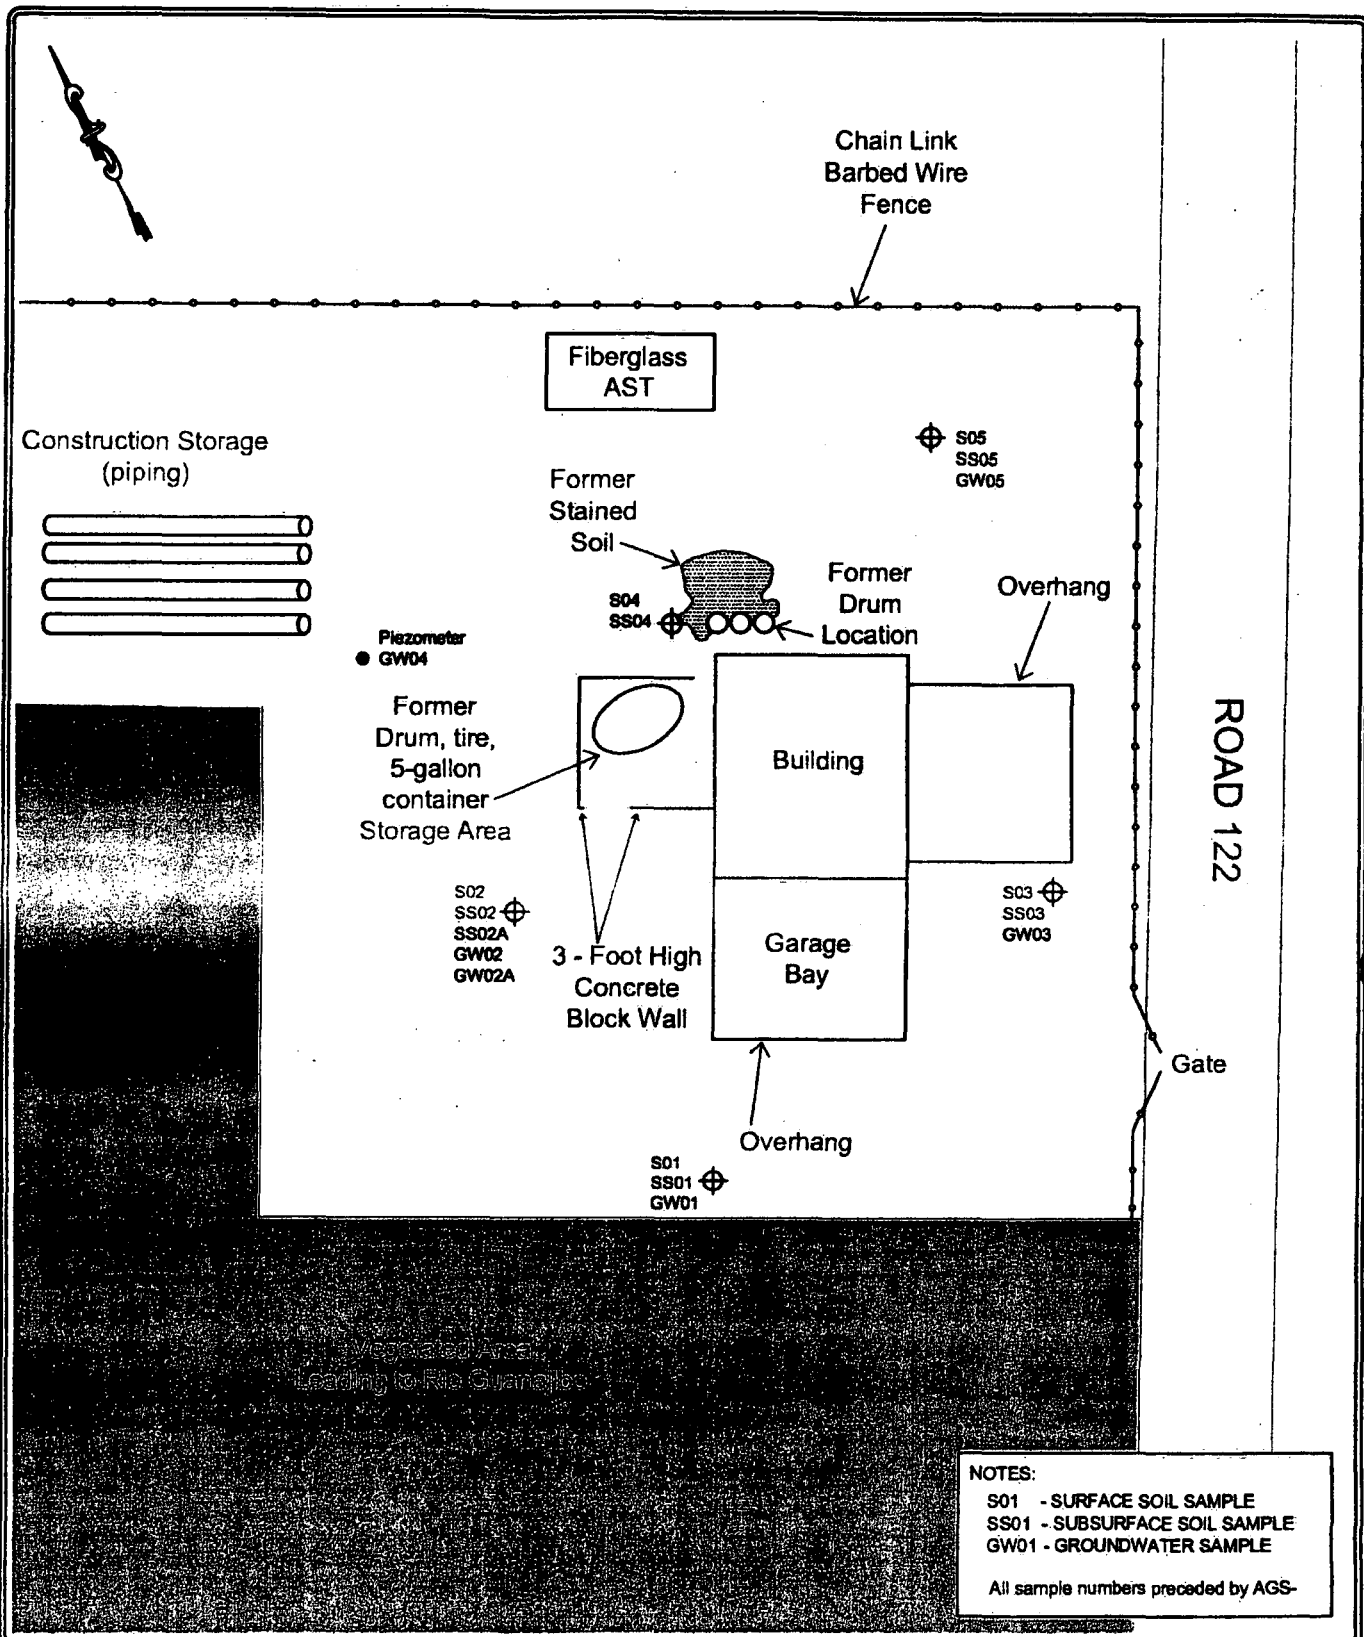 Chain Link
Barbed Wire
Fence
Fiberglass
AST
Construction Storage
(piping)
S05
SS05
GW05
Former
Stained
Soil
Former
Drum
Location
Overhang
S04
SS04
Piezometer
GW04
Former
Drum, tire,
5-gallon
container
Storage Area
Building
ROAD 122
S02
SS02
SS02A
GW02
GW02A
3 - Foot High
Concrete
Block Wall
Garage
Bay
S03
SS03
GW03
Gate
Overhang
S01
SS01
GW01
Vegetated Area
Leading to Rio Guanajibo
NOTES:
S01 - SURFACE SOIL SAMPLE
SS01 - SUBSURFACE SOIL SAMPLE
GW01 - GROUNDWATER SAMPLE
All sample numbers preceded by AGS-